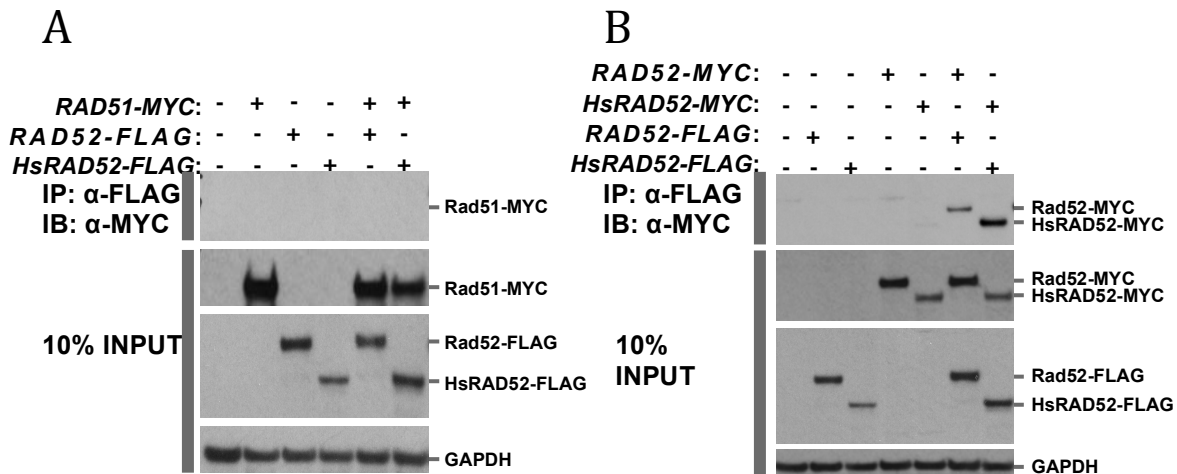 A
RAD51-MYC: - + - - + +
RAD52-FLAG: - - + - + -
HsRAD52-FLAG: - - - + - +
IP: α-FLAG
IB: α-MYC
Rad51-MYC
Rad51-MYC
10% INPUT
Rad52-FLAG
HsRAD52-FLAG
GAPDH
B
RAD52-MYC: - - - + - + -
HsRAD52-MYC: - - - - + - +
RAD52-FLAG: - + - - - + -
HsRAD52-FLAG: - - + - - - +
IP: α-FLAG
IB: α-MYC
Rad52-MYC
HsRAD52-MYC
Rad52-MYC
HsRAD52-MYC
10%
INPUT
Rad52-FLAG
HsRAD52-FLAG
GAPDH